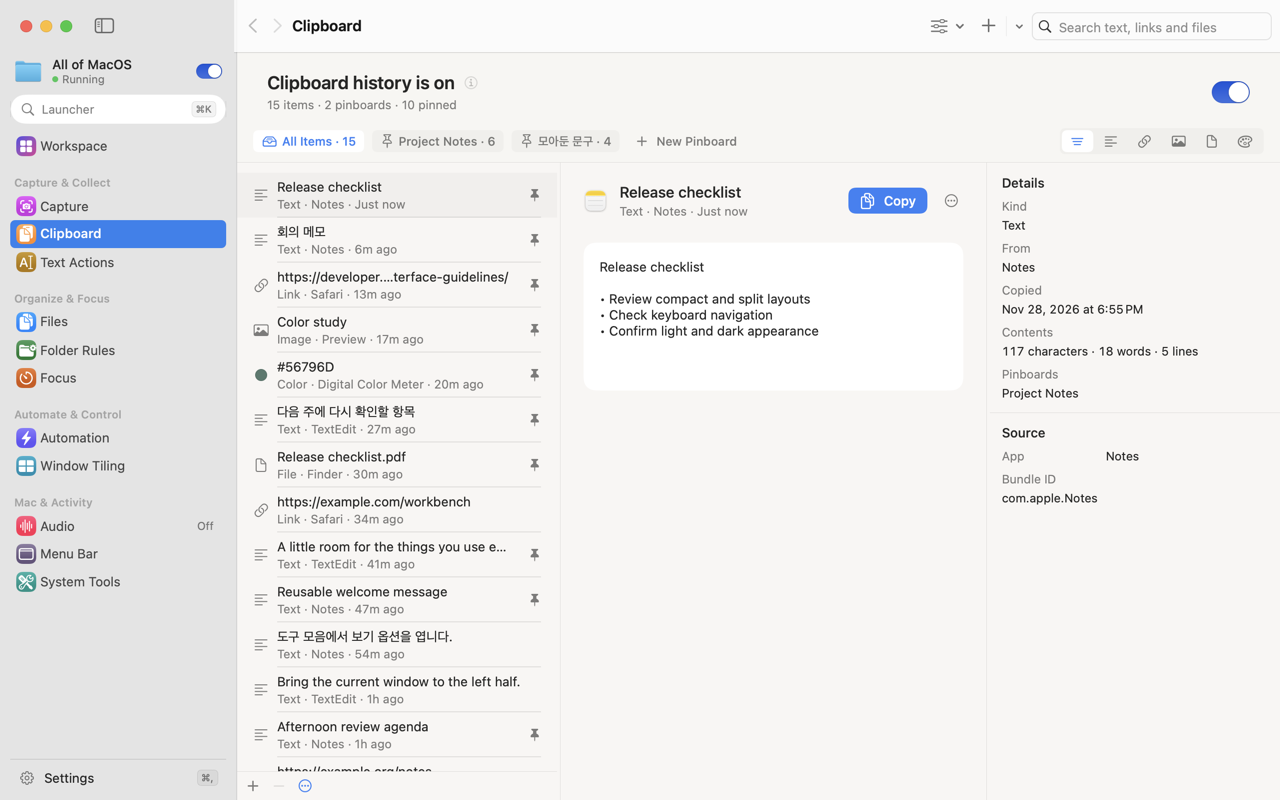 Clipboard
Search Text, links and files
All of MacOS
Running
Launcher
⌘K
Workspace
Capture & Collect
Capture
Clipboard
Text Actions
Organize & Focus
Files
Folder Rules
Focus
Automate & Control
Automation
Window Tiling
Mac & Activity
Audio
Off
Menu Bar
System Tools
Settings
⌘,
Clipboard history is on
15 items · 2 pinboards · 10 pinned
All Items · 15
Project Notes · 6
모아둔 문구 · 4
New Pinboard
Release checklist
Text · Notes · Just now
회의 메모
Text · Notes · 6m ago
https://developer....terface-guidelines/
Link · Safari · 13m ago
Color study
Image · Preview · 17m ago
#56796D
Color · Digital Color Meter · 20m ago
다음 주에 다시 확인할 항목
Text · TextEdit · 27m ago
Release checklist.pdf
File · Finder · 30m ago
https://example.com/workbench
Link · Safari · 34m ago
A little room for the things you use e...
Text · TextEdit · 41m ago
Reusable welcome message
Text · Notes · 47m ago
도구 모음에서 보기 옵션을 엽니다.
Text · Notes · 54m ago
Bring the current window to the left half.
Text · TextEdit · 1h ago
Afternoon review agenda
Text · Notes · 1h ago
https://example.org/notes
Release checklist
Text · Notes · Just now
Copy
Release checklist
• Review compact and split layouts
• Check keyboard navigation
• Confirm light and dark appearance
Details
Kind
Text
From
Notes
Copied
Nov 28, 2026 at 6:55 PM
Contents
117 characters · 18 words · 5 lines
Pinboards
Project Notes
Source
App
Notes
Bundle ID
com.apple.Notes